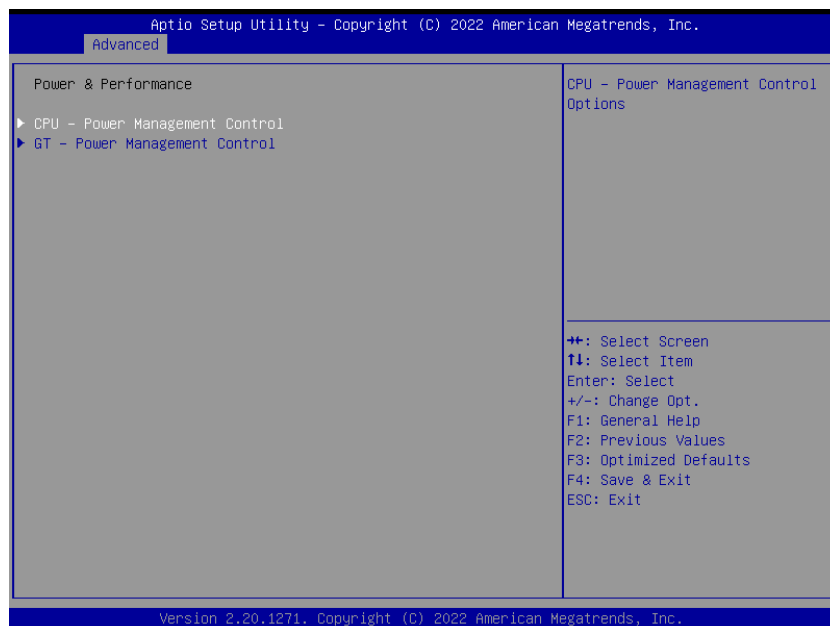 Aptio Setup Utility – Copyright (C) 2022 American Megatrends, Inc.
Advanced
Power & Performance
CPU – Power Management Control
GT – Power Management Control
CPU – Power Management Control
Options
→←: Select Screen
↑↓: Select Item
Enter: Select
+/-: Change Opt.
F1: General Help
F2: Previous Values
F3: Optimized Defaults
F4: Save & Exit
ESC: Exit
Version 2.20.1271. Copyright (C) 2022 American Megatrends, Inc.